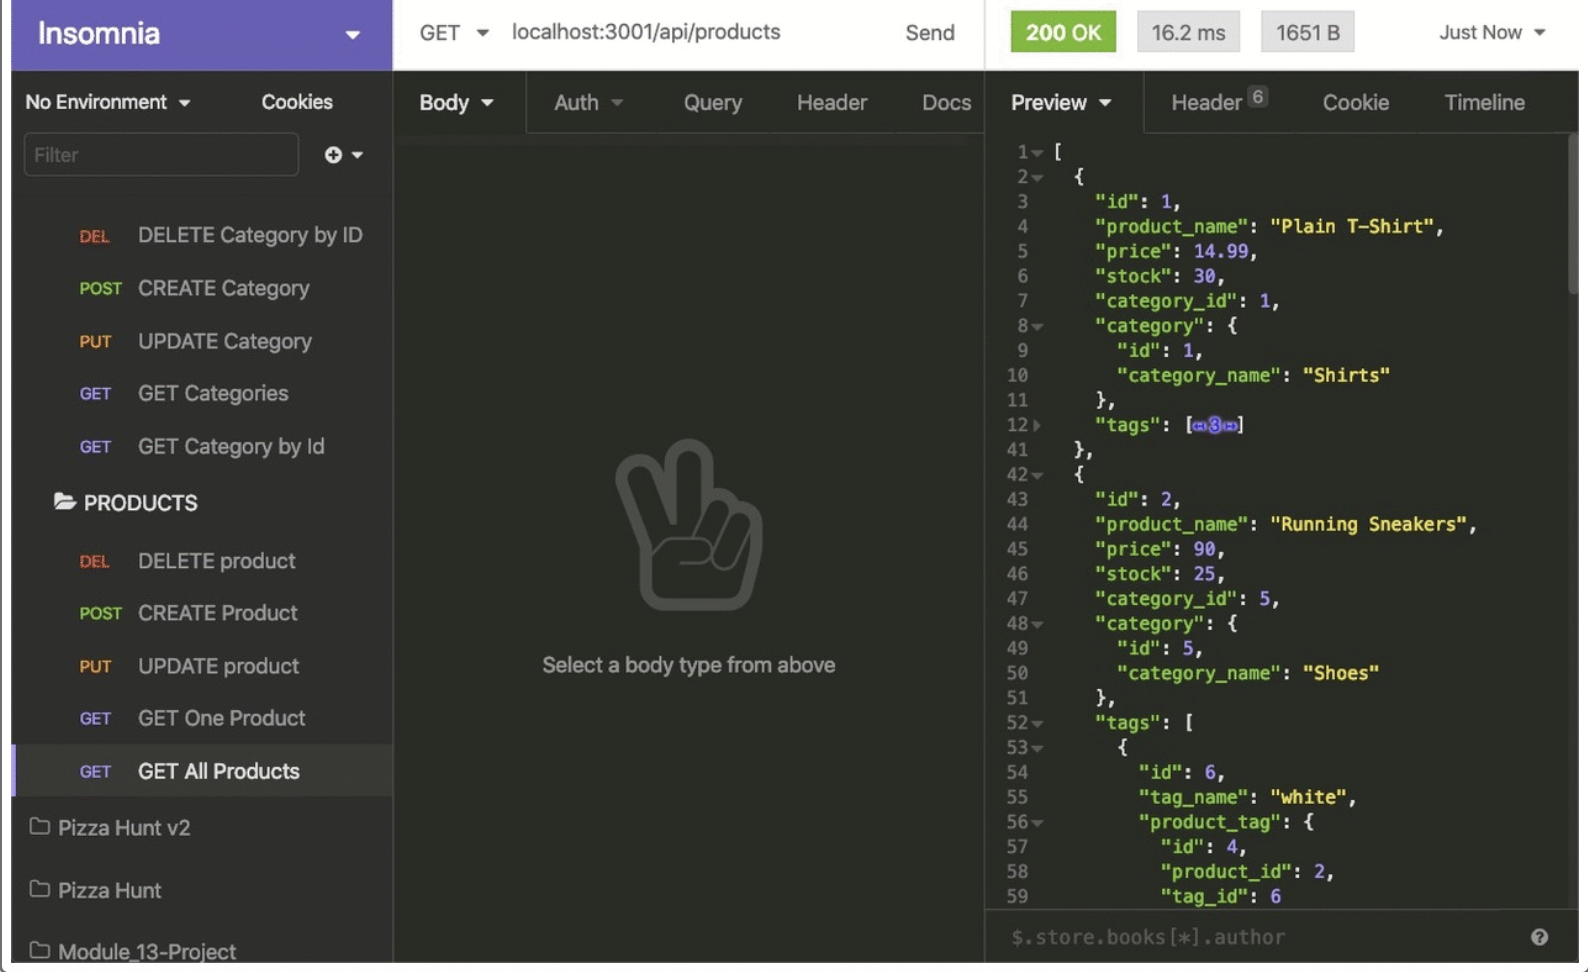 Insomnia
No Environment
Cookies
Filter
DEL DELETE Category by ID
POST CREATE Category
PUT UPDATE Category
GET GET Categories
GET GET Category by Id
PRODUCTS
DEL DELETE product
POST CREATE Product
PUT UPDATE product
GET GET One Product
GET GET All Products
Pizza Hunt v2
Pizza Hunt
Module_13-Project
GET localhost:3001/api/products Send
Body Auth Query Header Docs
Select a body type from above
200 OK 16.2 ms 1651 B Just Now
Preview Header 6 Cookie Timeline
1 [
2 {
3 "id": 1,
4 "product_name": "Plain T-Shirt",
5 "price": 14.99,
6 "stock": 30,
7 "category_id": 1,
8 "category": {
9 "id": 1,
10 "category_name": "Shirts"
11 },
12 "tags": [↔3↔]
41 },
42 {
43 "id": 2,
44 "product_name": "Running Sneakers",
45 "price": 90,
46 "stock": 25,
47 "category_id": 5,
48 "category": {
49 "id": 5,
50 "category_name": "Shoes"
51 },
52 "tags": [
53 {
54 "id": 6,
55 "tag_name": "white",
56 "product_tag": {
57 "id": 4,
58 "product_id": 2,
59 "tag_id": 6
$.store.books[*].author